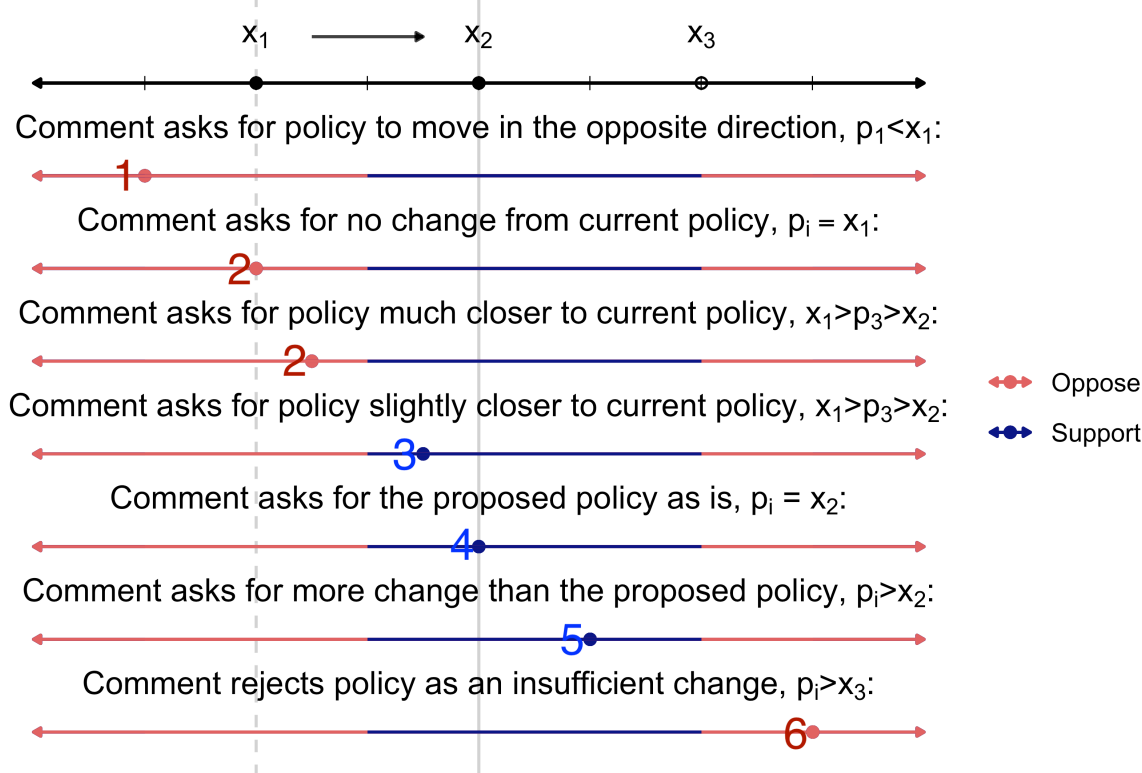 x₁ x₂ x₃
Comment asks for policy to move in the opposite direction, p₁<x₁:
1
Comment asks for no change from current policy, pᵢ = x₁:
2
Comment asks for policy much closer to current policy, x₁>p₃>x₂:
2
Comment asks for policy slightly closer to current policy, x₁>p₃>x₂:
3
Comment asks for the proposed policy as is, pᵢ = x₂:
4
Comment asks for more change than the proposed policy, pᵢ>x₂:
5
Comment rejects policy as an insufficient change, pᵢ>x₃:
6
Oppose
Support